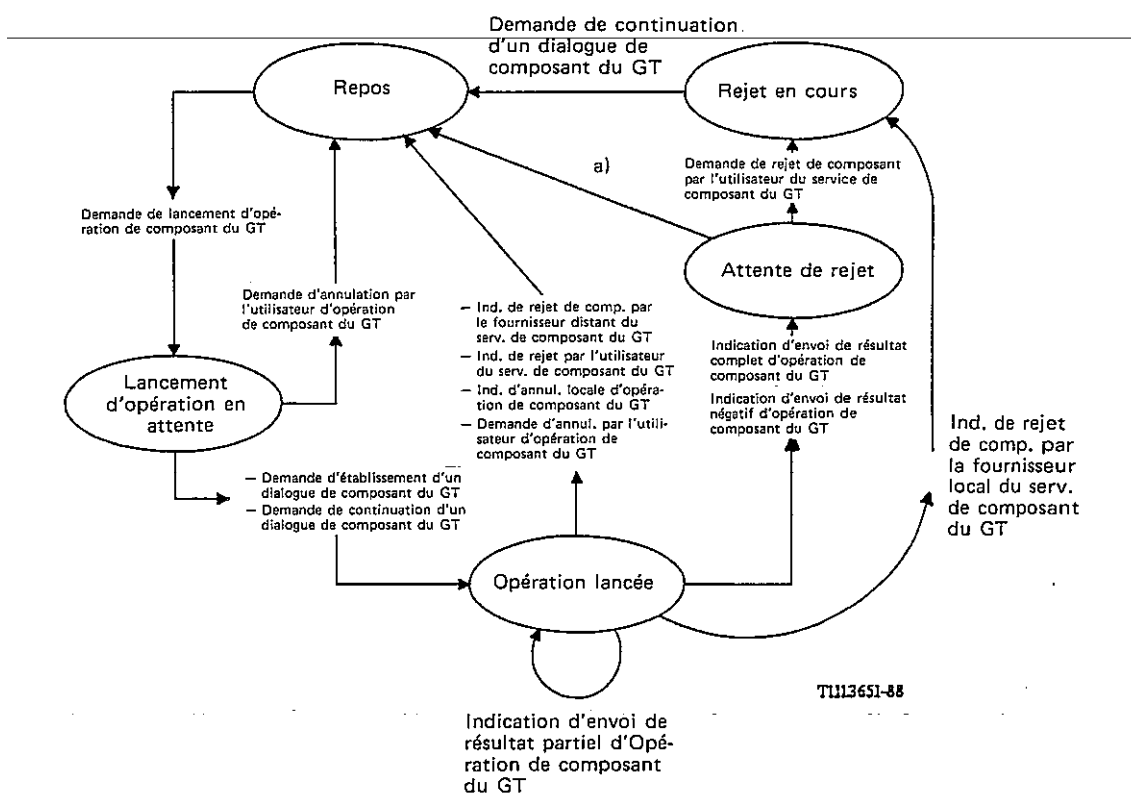 Demande de continuation
d'un dialogue de
composant du GT
Repos
Rejet en cours
a)
Demande de rejet de composant
par l'utilisateur du service de
composant du GT
Demande de lancement d'opé-
ration de composant du GT
Attente de rejet
Demande d'annulation par
l'utilisateur d'opération
de composant du GT
— Ind. de rejet de comp. par
le fournisseur distant du
serv. de composant du GT
— Ind. de rejet par l'utilisateur
du serv. de composant du GT
— Ind. d'annul. locale d'opéra-
tion de composant du GT
— Demande d'annul. par l'utili-
sateur d'opération de
composant du GT
Indication d'envoi de résultat
complet d'opération de
composant du GT
Indication d'envoi de résultat
négatif d'opération de
composant du GT
Lancement
d'opération en
attente
Ind. de rejet
de comp. par
la fournisseur
local du serv.
de composant
du GT
— Demande d'établissement d'un
dialogue de composant du GT
— Demande de continuation d'un
dialogue de composant du GT
Opération lancée
T1113651-88
Indication d'envoi de
résultat partiel d'Opé-
ration de composant
du GT